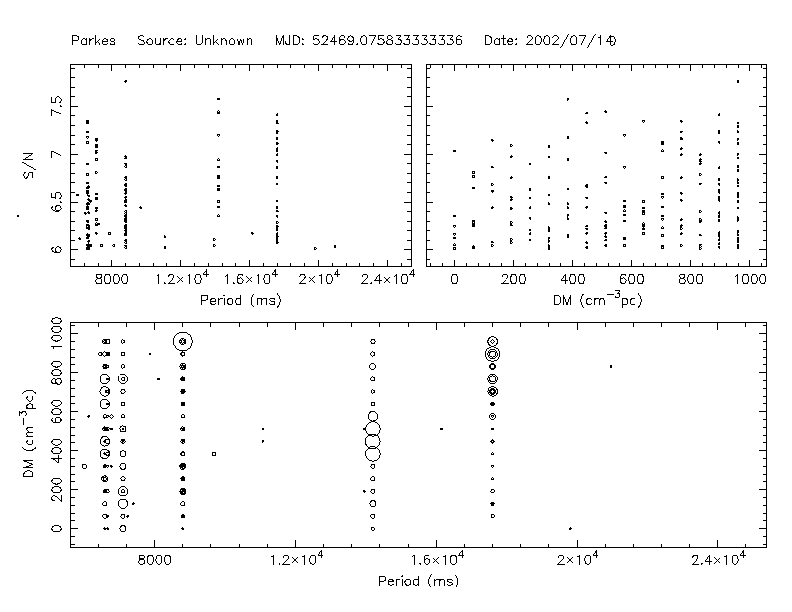 Parkes Source: Unknown MJD: 52469.075833333336 Date: 2002/07/14
S/N
7.5
7
6.5
6
8000 1.2×10⁴ 1.6×10⁴ 2×10⁴ 2.4×10⁴
Period (ms)
0 200 400 600 800 1000
DM (cm⁻³pc)
DM (cm⁻³pc)
1000
800
600
400
200
0
8000 1.2×10⁴ 1.6×10⁴ 2×10⁴ 2.4×10⁴
Period (ms)